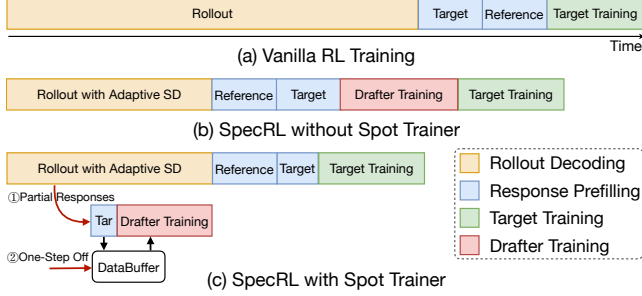 Rollout
Target
Reference
Target Training
Time
(a) Vanilla RL Training
Rollout with Adaptive SD
Reference
Target
Drafter Training
Target Training
(b) SpecRL without Spot Trainer
Rollout with Adaptive SD
Reference
Target
Target Training
①Partial Responses
Tar
Drafter Training
②One-Step Off
DataBuffer
(c) SpecRL with Spot Trainer
Rollout Decoding
Response Prefilling
Target Training
Drafter Training